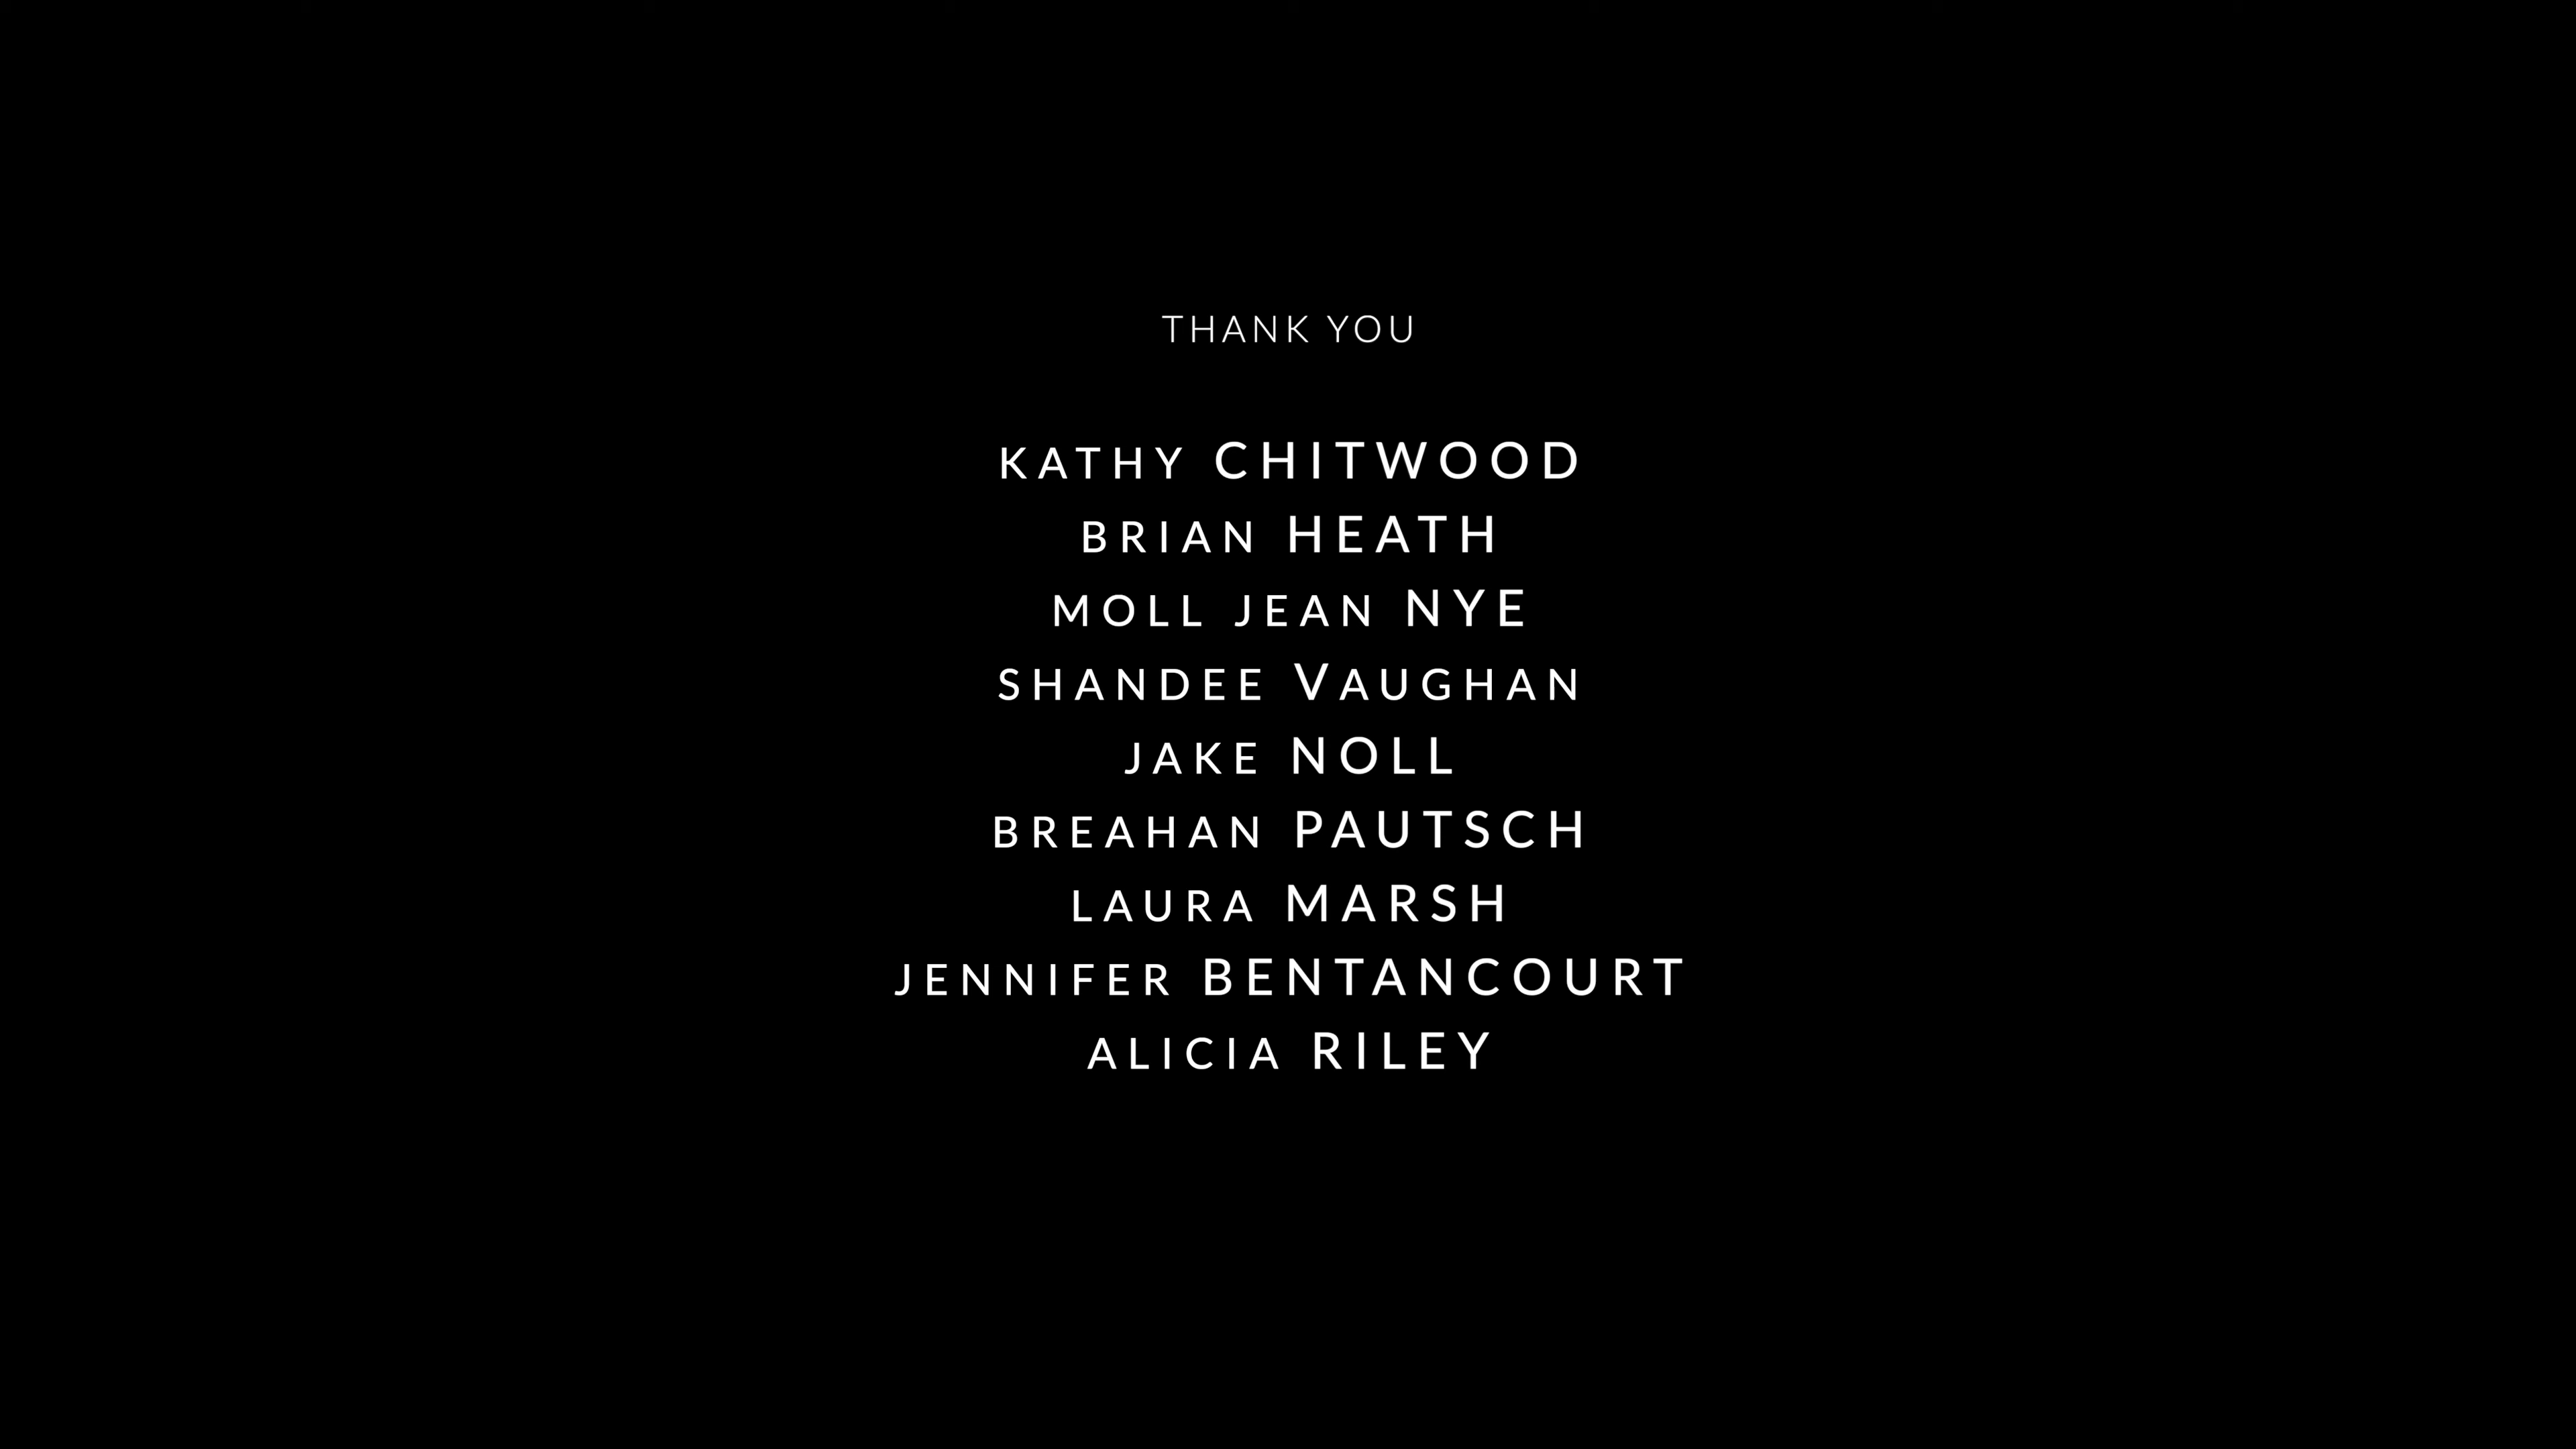 THANK YOU
KATHY CHITWOOD
BRIAN HEATH
MOLL JEAN NYE
SHANDEE VAUGHAN
JAKE NOLL
BREAHAN PAUTSCH
LAURA MARSH
JENNIFER BENTANCOURT
ALICIA RILEY